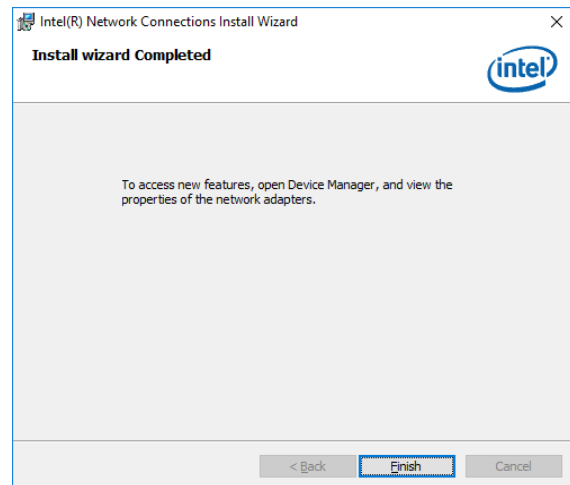 Intel(R) Network Connections Install Wizard
Install wizard Completed
intel
To access new features, open Device Manager, and view the
properties of the network adapters.
< Back
Finish
Cancel